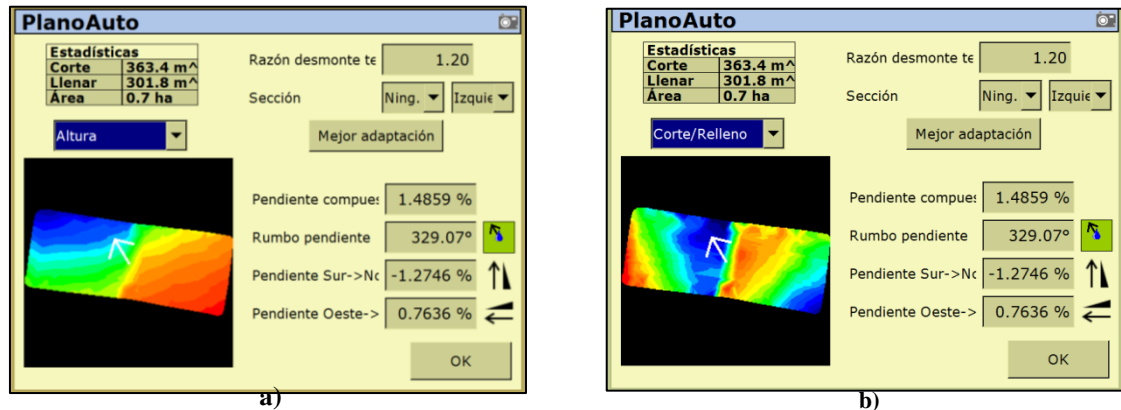 PlanoAuto
Estadísticas
Corte 363.4 m^
Llenar 301.8 m^
Área 0.7 ha
Razón desmonte te 1.20
Sección Ning. Izquie
Altura
Mejor adaptación
Pendiente compues 1.4859 %
Rumbo pendiente 329.07°
Pendiente Sur->Nc -1.2746 %
Pendiente Oeste-> 0.7636 %
OK
a)
PlanoAuto
Estadísticas
Corte 363.4 m^
Llenar 301.8 m^
Área 0.7 ha
Razón desmonte te 1.20
Sección Ning. Izquie
Corte/Relleno
Mejor adaptación
Pendiente compues 1.4859 %
Rumbo pendiente 329.07°
Pendiente Sur->Nc -1.2746 %
Pendiente Oeste-> 0.7636 %
OK
b)